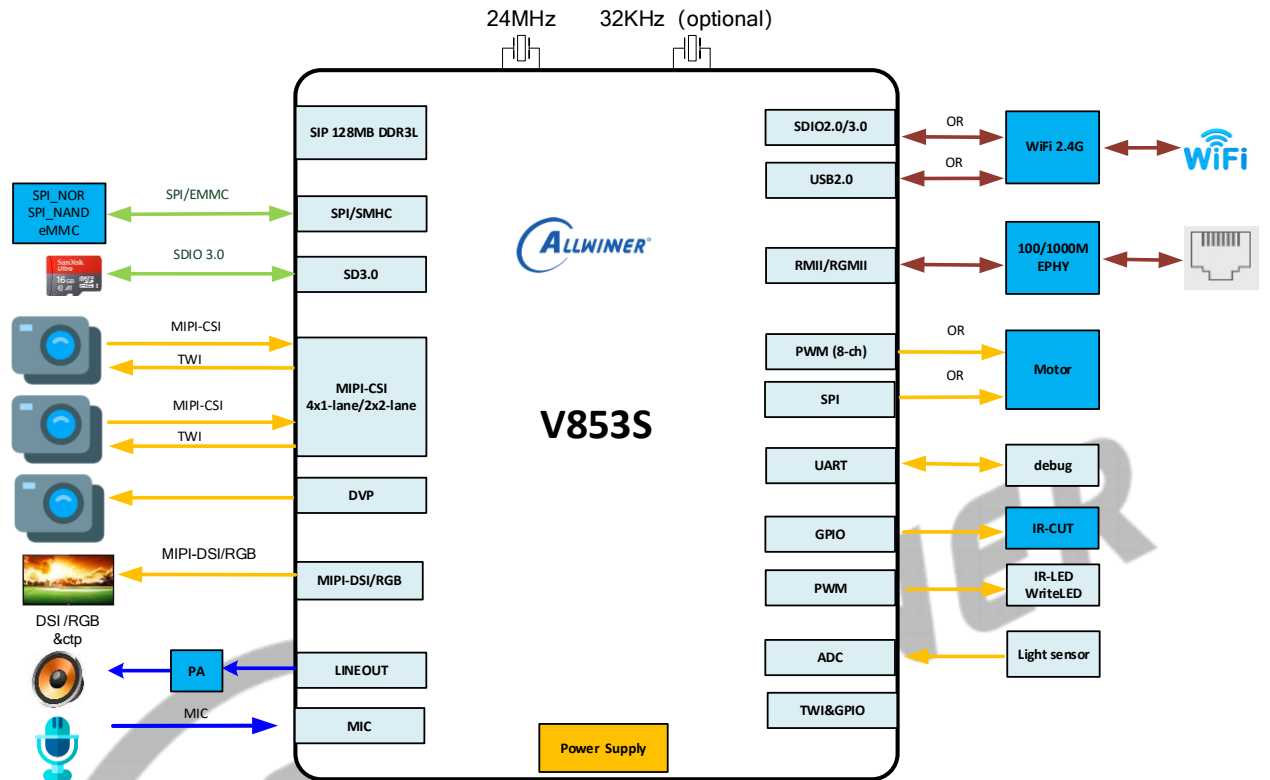 24MHz
32KHz (optional)
SIP 128MB DDR3L
SPI_NOR
SPI_NAND
eMMC
SPI/EMMC
SPI/SMHC
SanDisk
Ultra
16GB
SDIO 3.0
SD3.0
MIPI-CSI
TWI
MIPI-CSI
TWI
MIPI-CSI
4x1-lane/2x2-lane
DVP
MIPI-DSI/RGB
MIPI-DSI/RGB
DSI /RGB
&ctp
PA
LINEOUT
MIC
MIC
ALLWINNER®
V853S
Power Supply
SDIO2.0/3.0
OR
WiFi 2.4G
WiFi
USB2.0
OR
RMII/RGMII
100/1000M
EPHY
PWM (8-ch)
OR
Motor
SPI
OR
UART
debug
GPIO
IR-CUT
PWM
IR-LED
WriteLED
ADC
Light sensor
TWI&GPIO